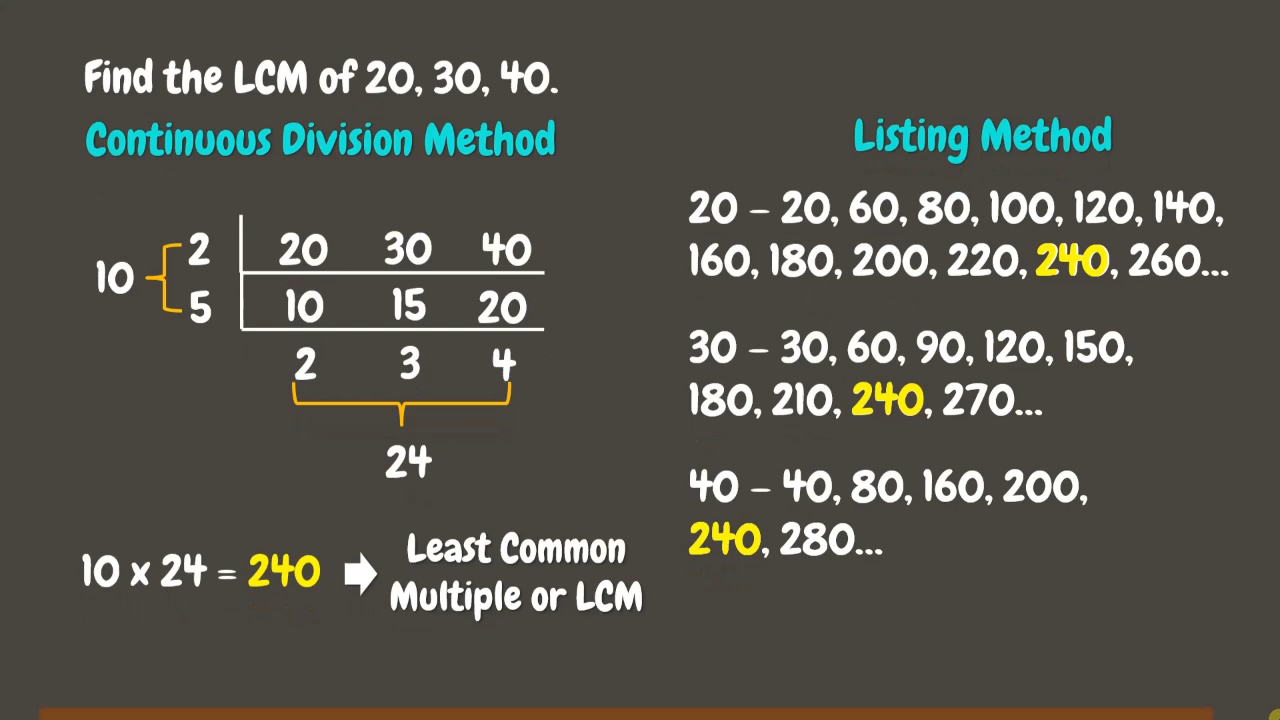 Find the LCM of 20, 30, 40.
Continuous Division Method
2 20 30 40
10
5 10 15 20
2 3 4
24
10 x 24 = 240
Least Common
Multiple or LCM
Listing Method
20 – 20, 60, 80, 100, 120, 140,
160, 180, 200, 220, 240, 260...
30 – 30, 60, 90, 120, 150,
180, 210, 240, 270...
40 – 40, 80, 160, 200,
240, 280...